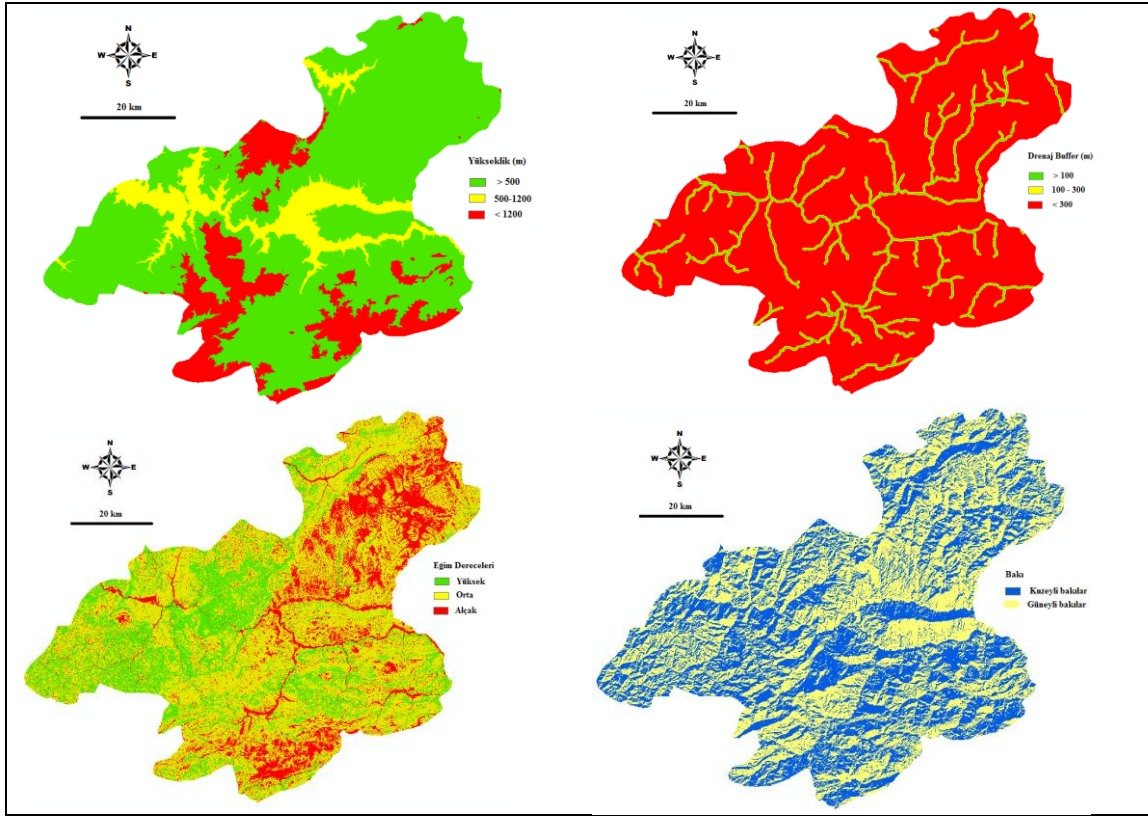 N
W E
S
20 km
Yükseklik (m)
> 500
500-1200
< 1200
N
W E
S
20 km
Drenaj Buffer (m)
> 100
100 - 300
< 300
N
W E
S
20 km
Eğim Dereceleri
Yüksek
Orta
Alçak
N
W E
S
20 km
Bakı
Kuzeyli bakılar
Güneyli bakılar